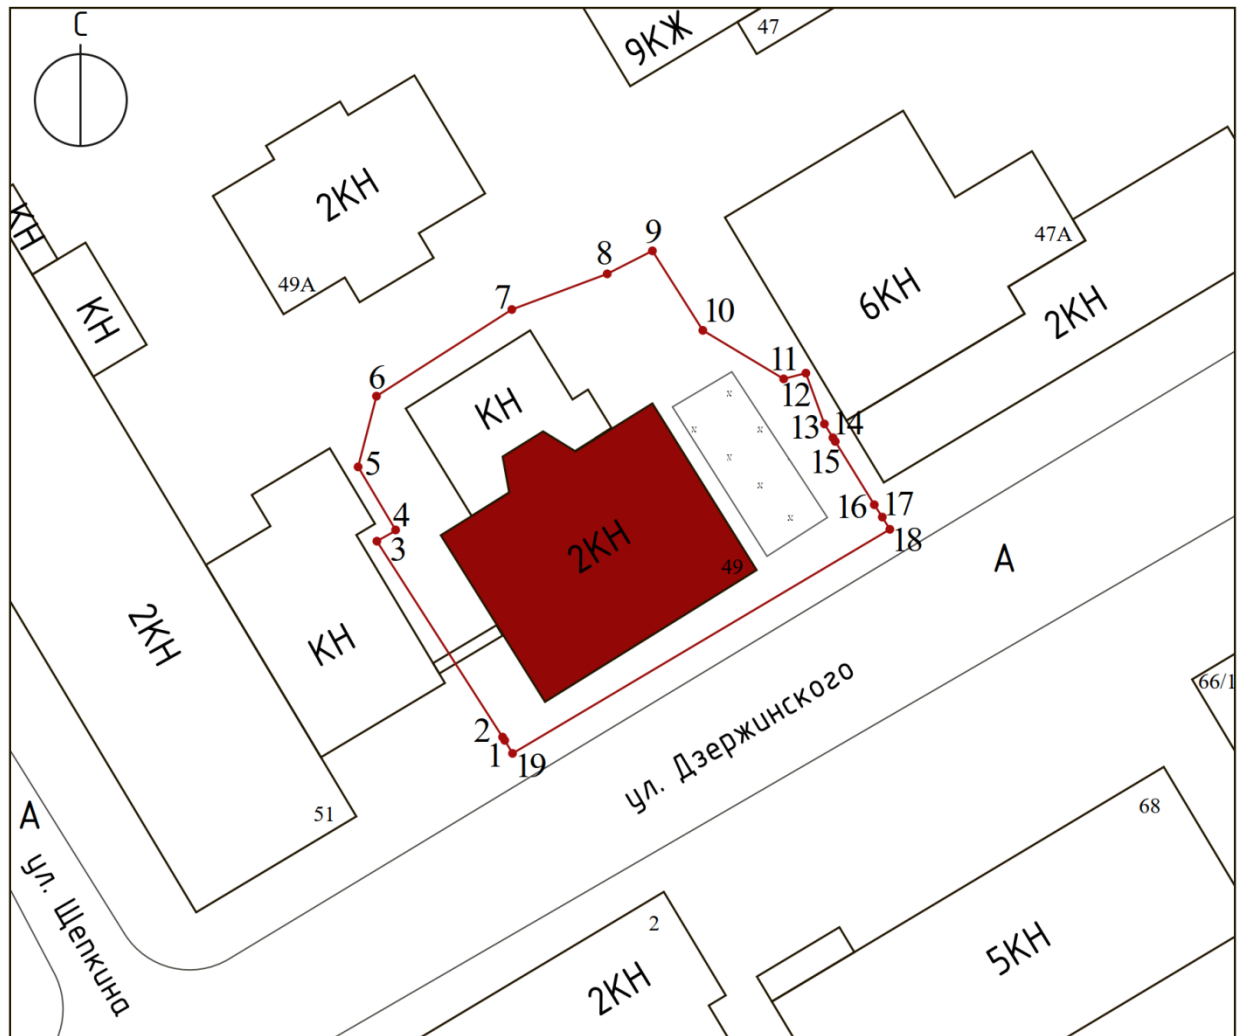 С
9КЖ
47
2КН
49А
КН
КН
47А
6КН
2КН
9
8
7
10
6
11
12
КН
13
14
15
5
16
17
18
4
3
2КН
49
А
2КН
КН
2
1
19
ул. Дзержинского
66/1
51
68
А
ул. Щепкина
2
2КН
5КН
х
х
х
х
х
х